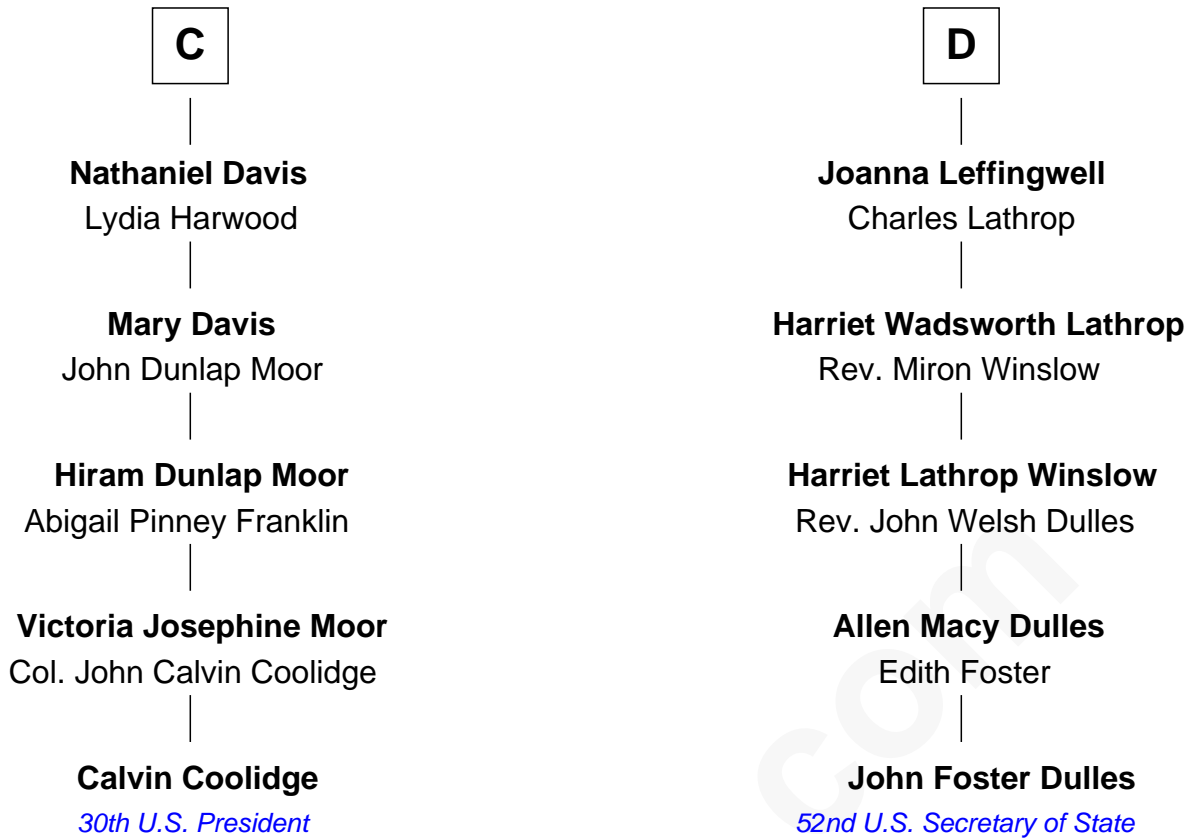 C
Nathaniel Davis
Lydia Harwood
Mary Davis
John Dunlap Moor
Hiram Dunlap Moor
Abigail Pinney Franklin
Victoria Josephine Moor
Col. John Calvin Coolidge
Calvin Coolidge
30th U.S. President
D
Joanna Leffingwell
Charles Lathrop
Harriet Wadsworth Lathrop
Rev. Miron Winslow
Harriet Lathrop Winslow
Rev. John Welsh Dulles
Allen Macy Dulles
Edith Foster
John Foster Dulles
52nd U.S. Secretary of State
com